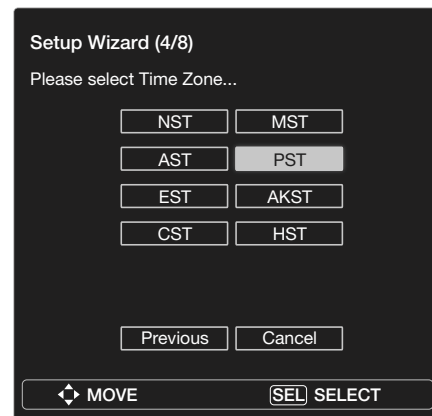 Setup Wizard (4/8)
Please select Time Zone...
NST MST
AST PST
EST AKST
CST HST
Previous Cancel
MOVE SEL SELECT